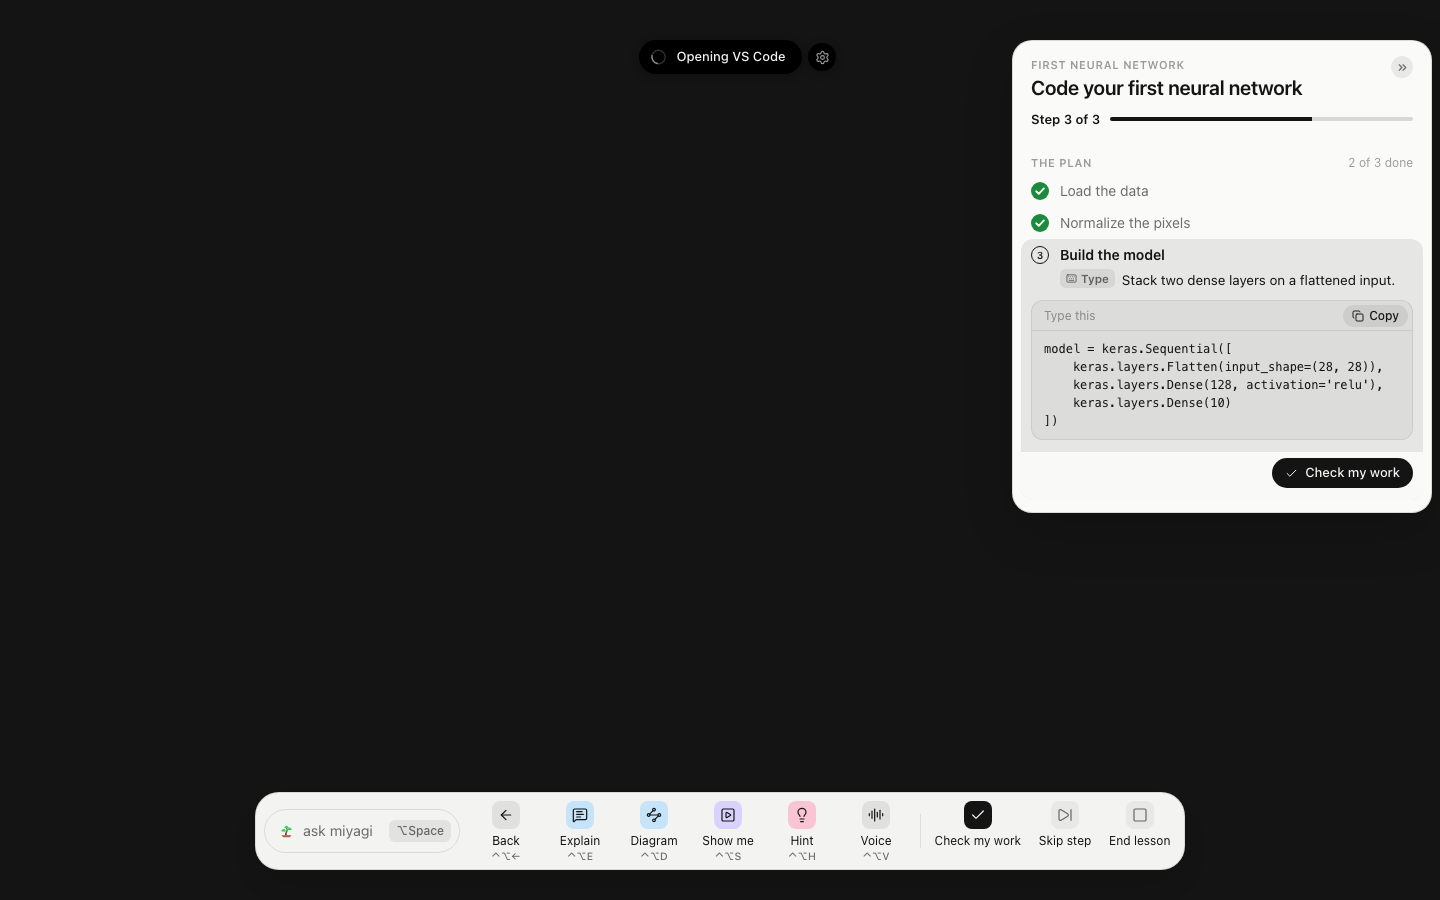 Opening VS Code
FIRST NEURAL NETWORK
Code your first neural network
Step 3 of 3
THE PLAN
2 of 3 done
Load the data
Normalize the pixels
3
Build the model
Type
Stack two dense layers on a flattened input.
Type this
Copy
model = keras.Sequential([
    keras.layers.Flatten(input_shape=(28, 28)),
    keras.layers.Dense(128, activation='relu'),
    keras.layers.Dense(10)
])
Check my work
ask miyagi
⌥Space
Back
^⌥←
Explain
^⌥E
Diagram
^⌥D
Show me
^⌥S
Hint
^⌥H
Voice
^⌥V
Check my work
Skip step
End lesson